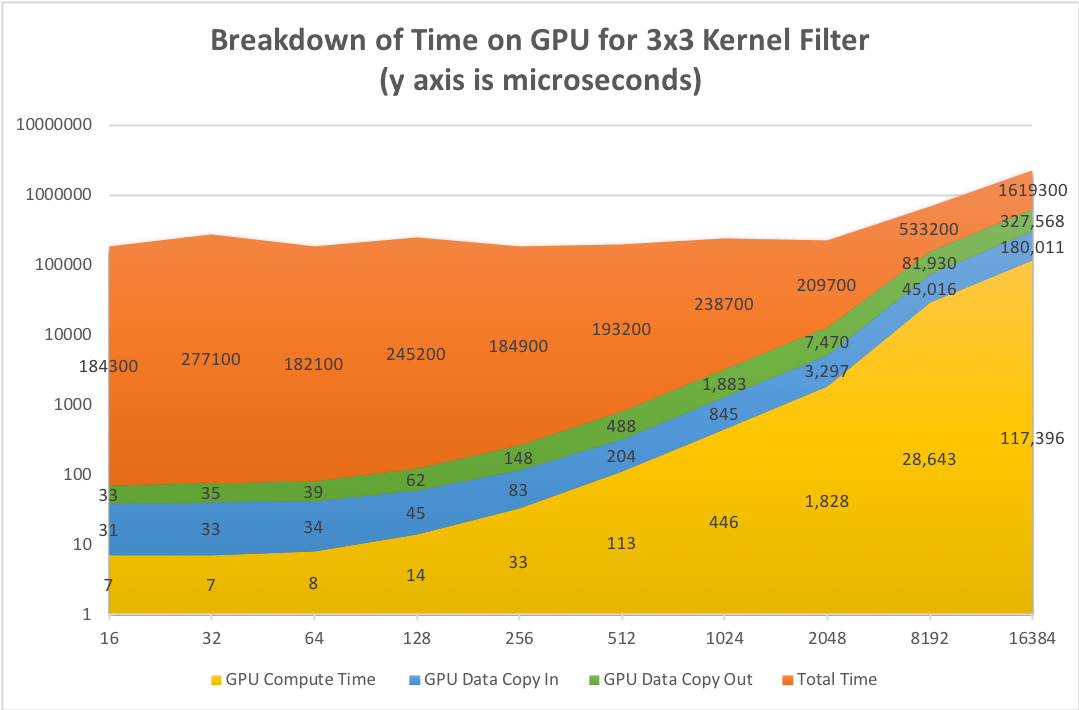 Breakdown of Time on GPU for 3x3 Kernel Filter
(y axis is microseconds)
10000000
1000000
100000
10000
1000
100
10
1
184300 277100 182100 245200 184900 193200 238700 209700 533200 1619300
33 35 39 62 148 488 1,883 7,470 81,930 327,568
31 33 34 45 83 204 845 3,297 45,016 180,011
7 7 8 14 33 113 446 1,828 28,643 117,396
16 32 64 128 256 512 1024 2048 8192 16384
GPU Compute Time GPU Data Copy In GPU Data Copy Out Total Time